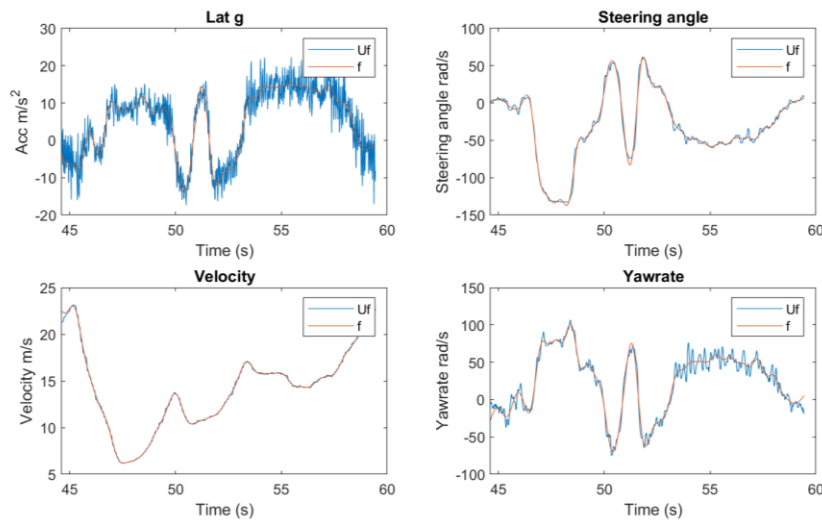 Lat g
30
20
10
0
-10
-20
Acc m/s²
Uf
f
45 50 55 60
Time (s)
Steering angle
100
50
0
-50
-100
-150
Steering angle rad/s
Uf
f
45 50 55 60
Time (s)
Velocity
25
20
15
10
5
Velocity m/s
Uf
f
45 50 55 60
Time (s)
Yawrate
150
100
50
0
-50
-100
Yawrate rad/s
Uf
f
45 50 55 60
Time (s)